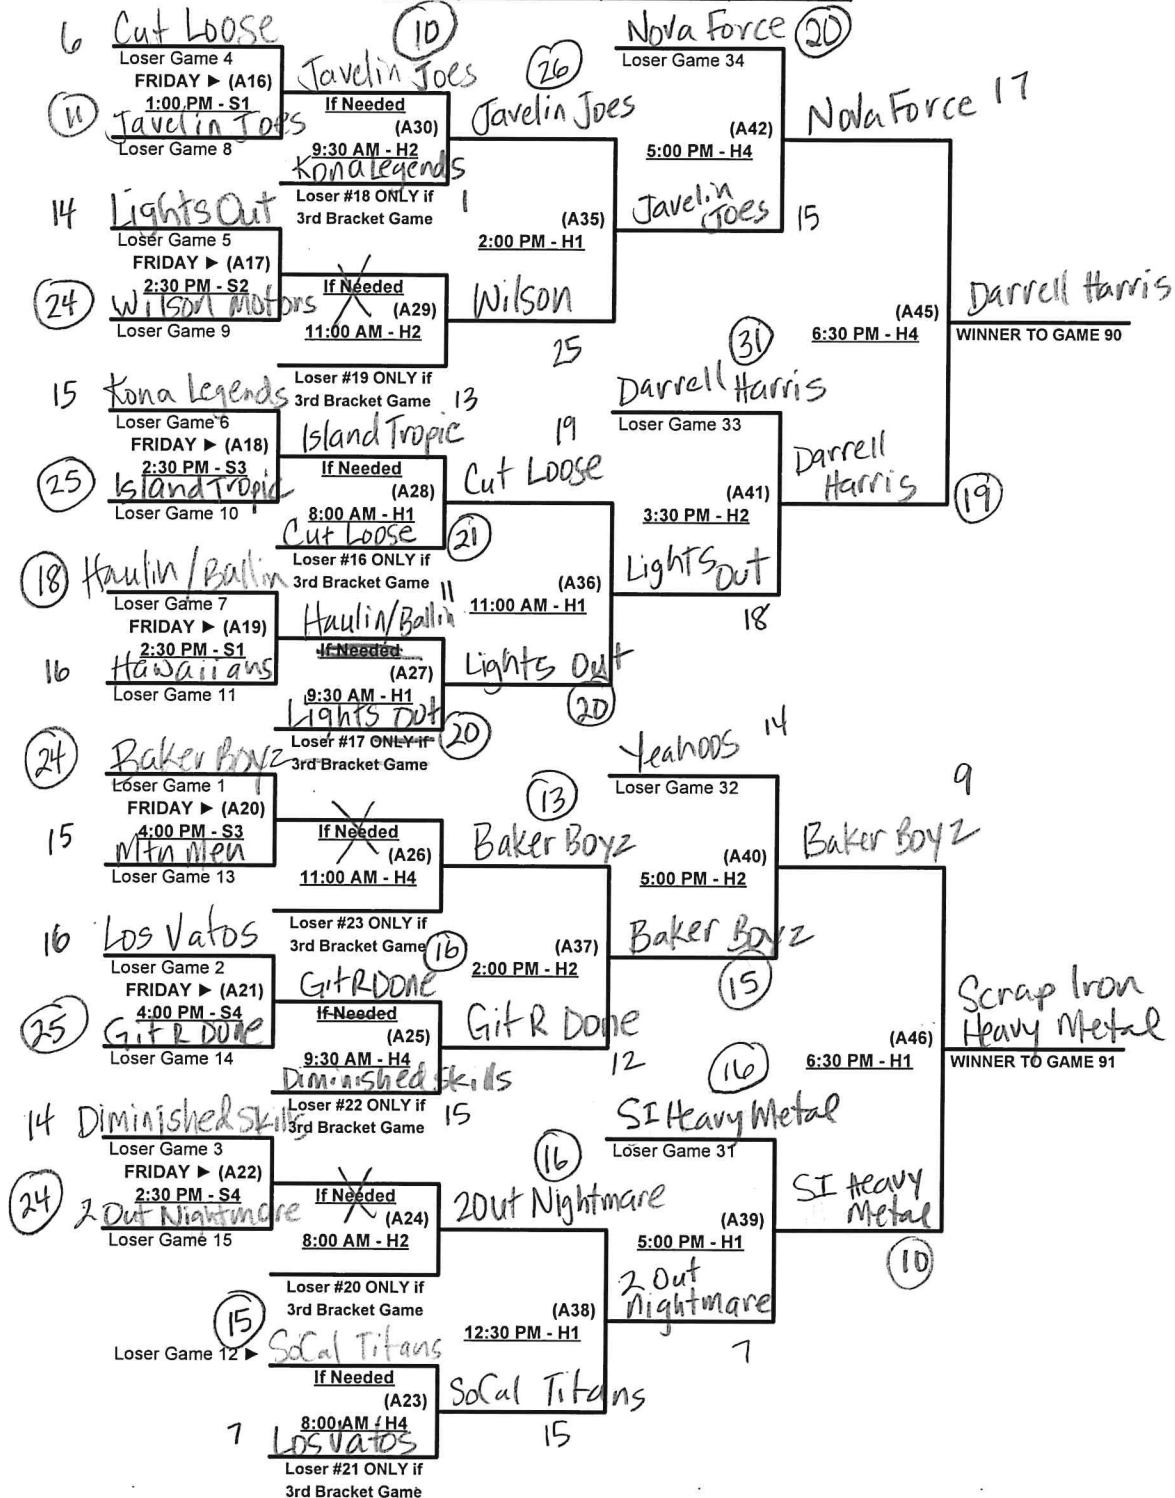 6 Cut Loose
Loser Game 4
FRIDAY ► (A16)
1:00 PM - S1
11 Javelin Joes
Loser Game 8
14 Lights Out
Loser Game 5
FRIDAY ► (A17)
2:30 PM - S2
24 Wilson Motors
Loser Game 9
15 Kona Legends
Loser Game 6
FRIDAY ► (A18)
2:30 PM - S3
25 Island Tropic
Loser Game 10
18 Haulin/Ballin
Loser Game 7
FRIDAY ► (A19)
2:30 PM - S1
16 Hawaiians
Loser Game 11
24 Baker Boyz
Loser Game 1
FRIDAY ► (A20)
4:00 PM - S3
15 Mtn Men
Loser Game 13
16 Los Vatos
Loser Game 2
FRIDAY ► (A21)
4:00 PM - S4
25 Git R Done
Loser Game 14
14 Diminished Skills
Loser Game 3
FRIDAY ► (A22)
2:30 PM - S4
24 2 Out Nightmare
Loser Game 15
10
Javelin Joes
If Needed
(A30)
9:30 AM - H2
Kona Legends
Loser #18 ONLY if
3rd Bracket Game
1
If Needed
(A29)
11:00 AM - H2
Loser #19 ONLY if
3rd Bracket Game
13
Island Tropic
If Needed
(A28)
8:00 AM - H1
Cut Loose 21
Loser #16 ONLY if
3rd Bracket Game
11
Haulin/Ballin
If Needed
(A27)
9:30 AM - H1
Lights Out 20
Loser #17 ONLY if
3rd Bracket Game
If Needed
(A26)
11:00 AM - H4
Loser #23 ONLY if
3rd Bracket Game
16
Git R Done
If Needed
(A25)
9:30 AM - H4
Diminished Skills
Loser #22 ONLY if
3rd Bracket Game
15
If Needed
(A24)
8:00 AM - H2
Loser #20 ONLY if
3rd Bracket Game
15
Loser Game 12 ► SoCal Titans
If Needed
(A23)
8:00 AM - H4
7 Los Vatos
Loser #21 ONLY if
3rd Bracket Game
26
Javelin Joes
(A35)
2:00 PM - H1
Wilson
25
19
Cut Loose
(A36)
11:00 AM - H1
Lights Out
20
13
Baker Boyz
(A37)
2:00 PM - H2
Git R Done
12
16
2 Out Nightmare
(A38)
12:30 PM - H1
SoCal Titans
15
Nova Force 20
Loser Game 34
(A42)
5:00 PM - H4
Javelin
Joes 15
31
Darrell Harris
Loser Game 33
(A41)
3:30 PM - H2
Lights Out
18
Yeahoos 14
Loser Game 32
(A40)
5:00 PM - H2
Baker Boyz
15
16
SI Heavy Metal
Loser Game 31
(A39)
5:00 PM - H1
2 Out
Nightmare
7
Nova Force 17
(A45)
6:30 PM - H4
Darrell
Harris 19
9
Baker Boyz
(A46)
6:30 PM - H1
SI Heavy
Metal
10
Darrell Harris
WINNER TO GAME 90
Scrap Iron
Heavy Metal
WINNER TO GAME 91